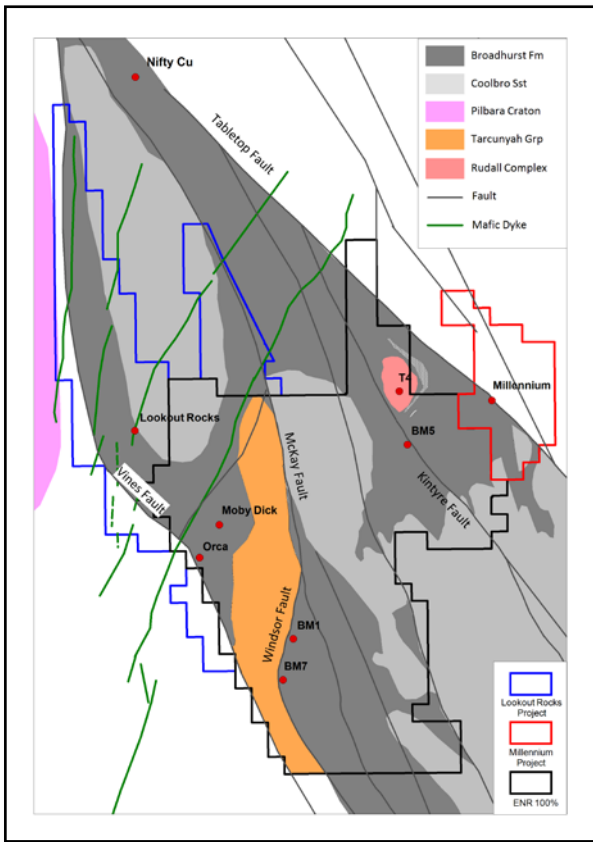 Nifty Cu
Tabletop Fault
Broadhurst Fm
Coolbro Sst
Pilbara Craton
Tarcunyah Grp
Rudall Complex
Fault
Mafic Dyke
T4
Millennium
Lookout Rocks
BM5
McKay Fault
Kintyre Fault
Vines Fault
Moby Dick
Orca
Windsor Fault
BM1
BM7
Lookout Rocks
Project
Millennium
Project
ENR 100%